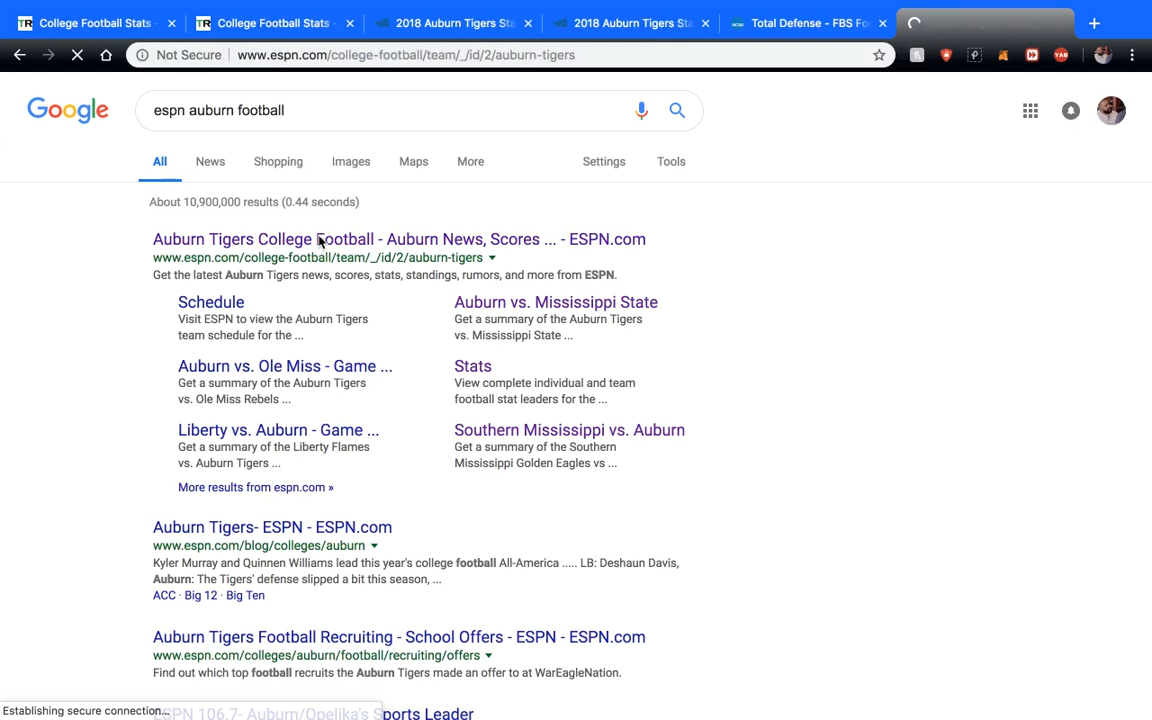 College Football Stats
College Football Stats
2018 Auburn Tigers St
2018 Auburn Tigers Sta
Total Defense - FBS Fo
Not Secure
www.espn.com/college-football/team/_/id/2/auburn-tigers
Google
espn auburn football
All
News
Shopping
Images
Maps
More
Settings
Tools
About 10,900,000 results (0.44 seconds)
Auburn Tigers College Football - Auburn News, Scores ... - ESPN.com
www.espn.com/college-football/team/_/id/2/auburn-tigers
Get the latest Auburn Tigers news, scores, stats, standings, rumors, and more from ESPN.
Schedule
Visit ESPN to view the Auburn Tigers
team schedule for the ...
Auburn vs. Mississippi State
Get a summary of the Auburn Tigers
vs. Mississippi State ...
Auburn vs. Ole Miss - Game ...
Get a summary of the Auburn Tigers
vs. Ole Miss Rebels ...
Stats
View complete individual and team
football stat leaders for the ...
Liberty vs. Auburn - Game ...
Get a summary of the Liberty Flames
vs. Auburn Tigers ...
Southern Mississippi vs. Auburn
Get a summary of the Southern
Mississippi Golden Eagles vs ...
More results from espn.com »
Auburn Tigers- ESPN - ESPN.com
www.espn.com/blog/colleges/auburn
Kyler Murray and Quinnen Williams lead this year's college football All-America ..... LB: Deshaun Davis,
Auburn: The Tigers' defense slipped a bit this season, ...
ACC · Big 12 · Big Ten
Auburn Tigers Football Recruiting - School Offers - ESPN - ESPN.com
www.espn.com/colleges/auburn/football/recruiting/offers
Find out which top football recruits the Auburn Tigers made an offer to at WarEagleNation.
ESPN 106.7- Auburn/Opelika's Sports Leader
Establishing secure connection...